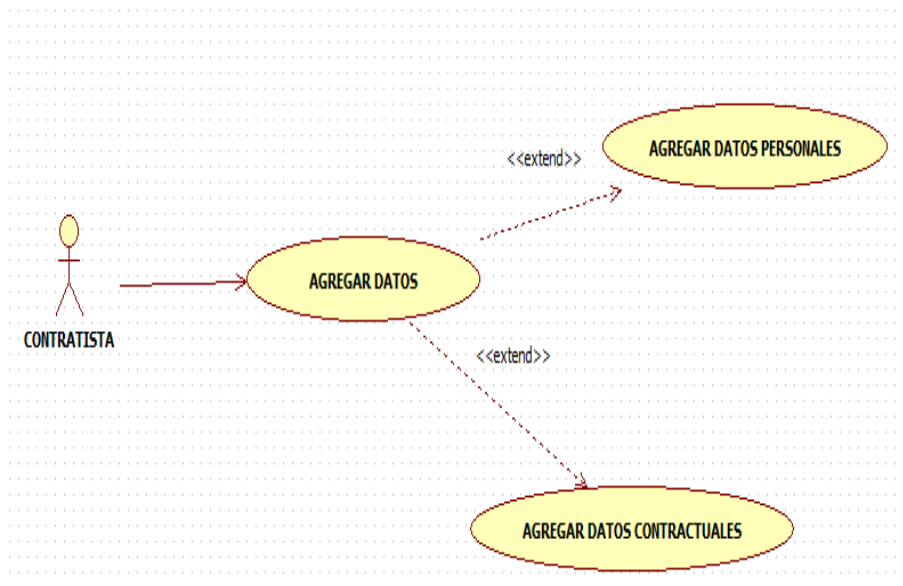 <<extend>>
AGREGAR DATOS PERSONALES
AGREGAR DATOS
CONTRATISTA
<<extend>>
AGREGAR DATOS CONTRACTUALES